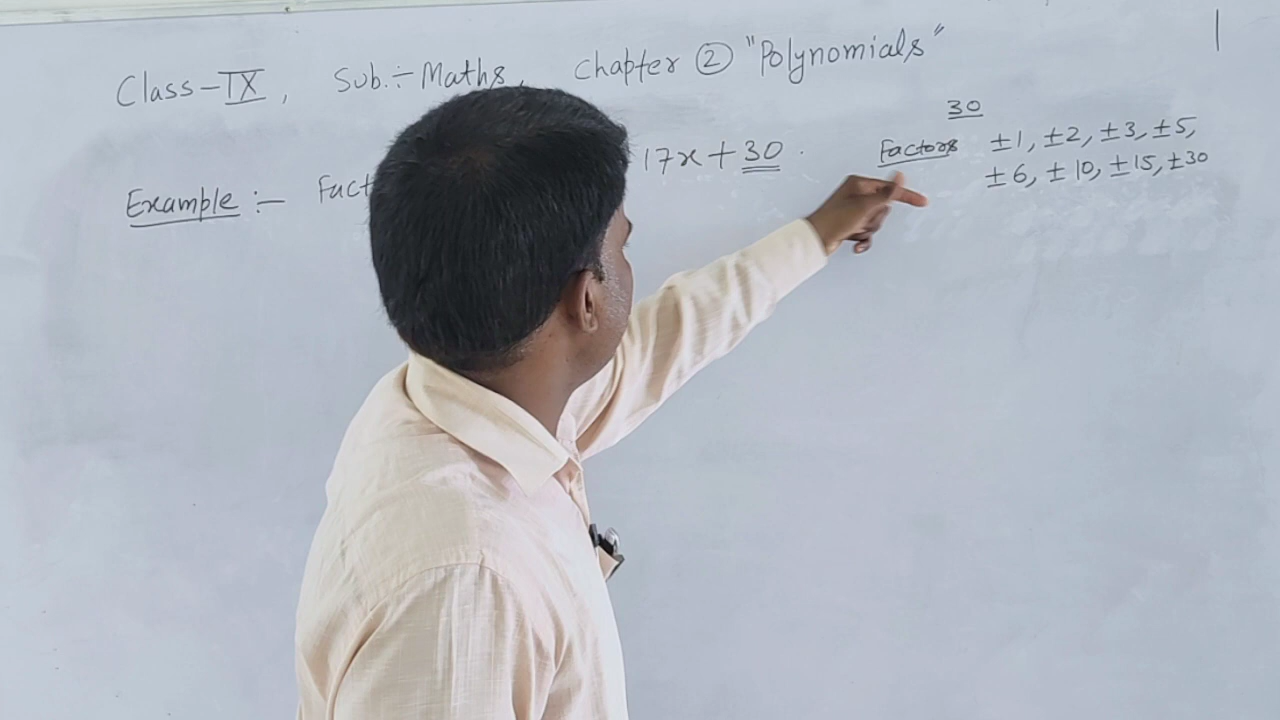 Class-IX, Sub.:- Maths, Chapter ② "Polynomials"
30
Example :- Fact 17x + 30. Factors ±1, ±2, ±3, ±5,
±6, ±10, ±15, ±30